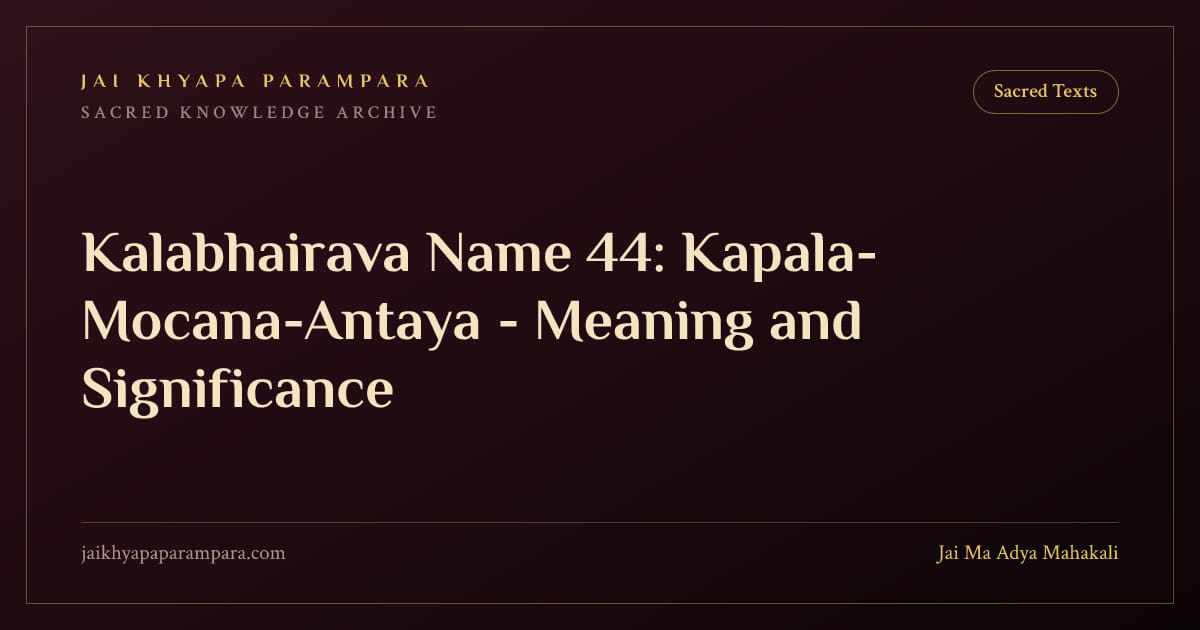 JAI KHYAPA PARAMPARA
SACRED KNOWLEDGE ARCHIVE
Sacred Texts
Kalabhairava Name 44: Kapala-
Mocana-Antaya - Meaning and
Significance
jaikhyapaparampara.com
Jai Ma Adya Mahakali